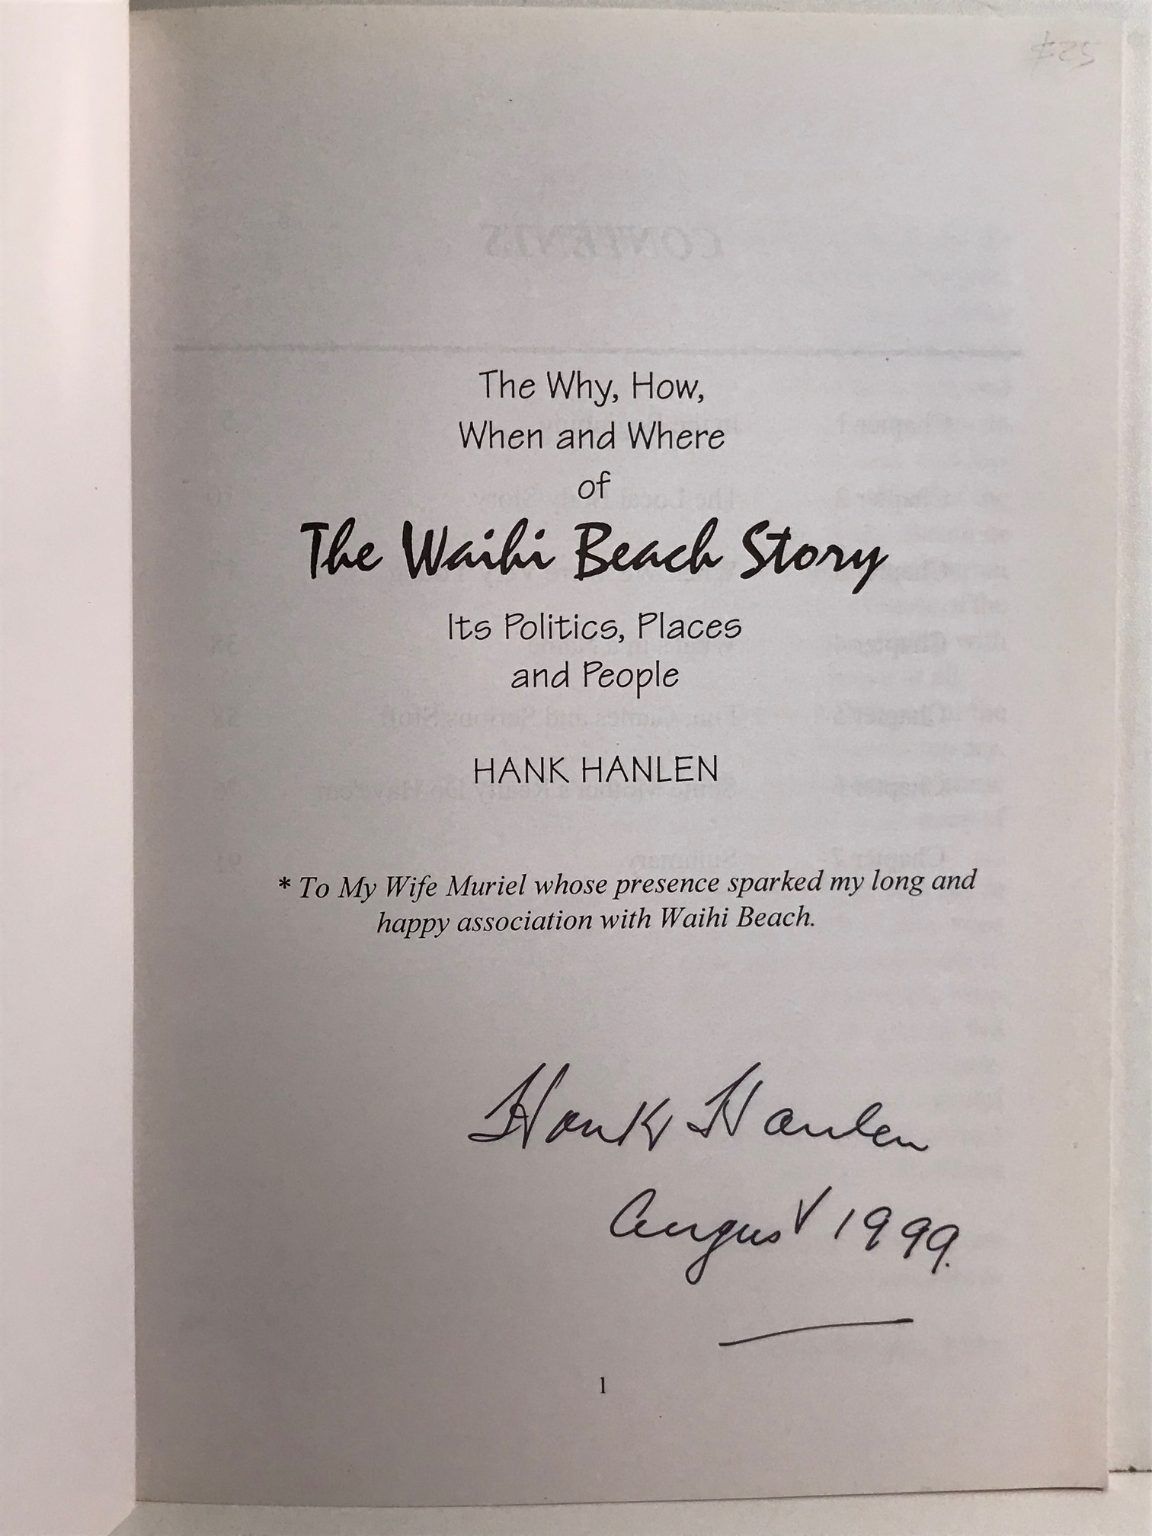 $25
The Why, How,
When and Where
of
The Waihi Beach Story
Its Politics, Places
and People
HANK HANLEN
* To My Wife Muriel whose presence sparked my long and
happy association with Waihi Beach.
Hank Hanlen
August 1999.
1